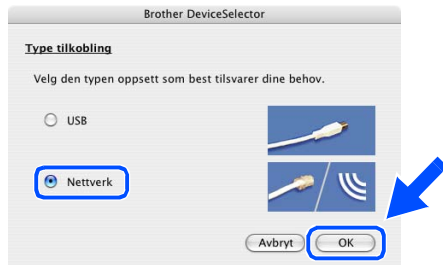 Brother DeviceSelector
Type tilkobling
Velg den typen oppsett som best tilsvarer dine behov.
USB
Nettverk
Avbryt
OK